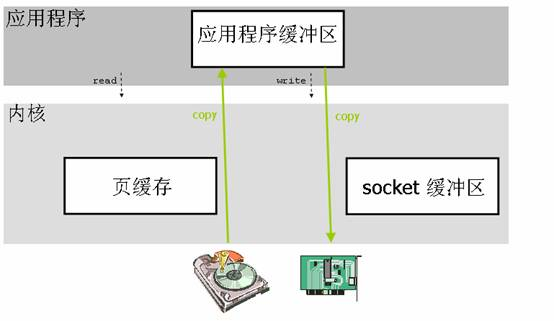 应用程序
应用程序缓冲区
read
write
copy
copy
内核
页缓存
socket 缓冲区